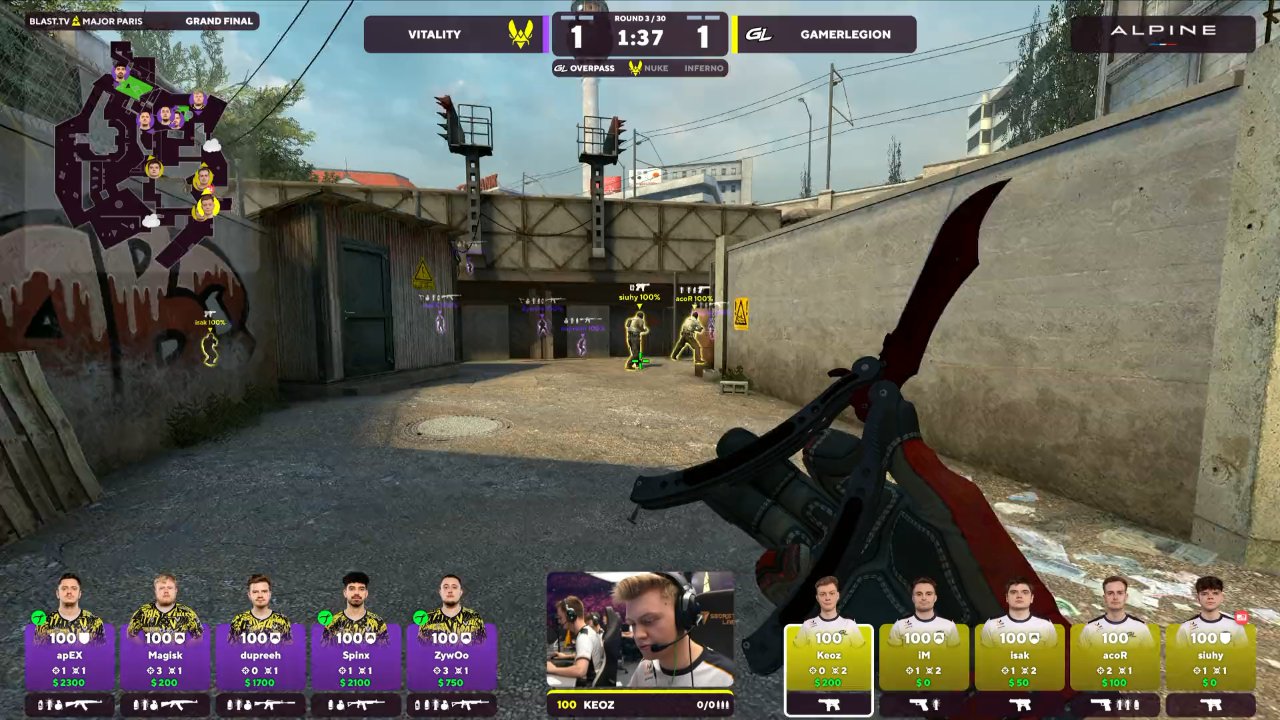 BLAST.TV MAJOR PARIS
GRAND FINAL
VITALITY
1
ROUND 3 / 30
1:37
1
GL
GAMERLEGION
ALPINE
GL OVERPASS
NUKE
INFERNO
isak 100%
siuhy 100%
acoR 100%
100
apEX
1 1
$2300
100
Magisk
3 1
$200
100
dupreeh
0 1
$1700
100
Spinx
1 1
$2100
100
ZywOo
3 1
$750
100 KEOZ
0/0
100
Keoz
0 2
$200
100
iM
1 2
$0
100
isak
1 2
$50
100
acoR
2 1
$100
100
siuhy
1 1
$0